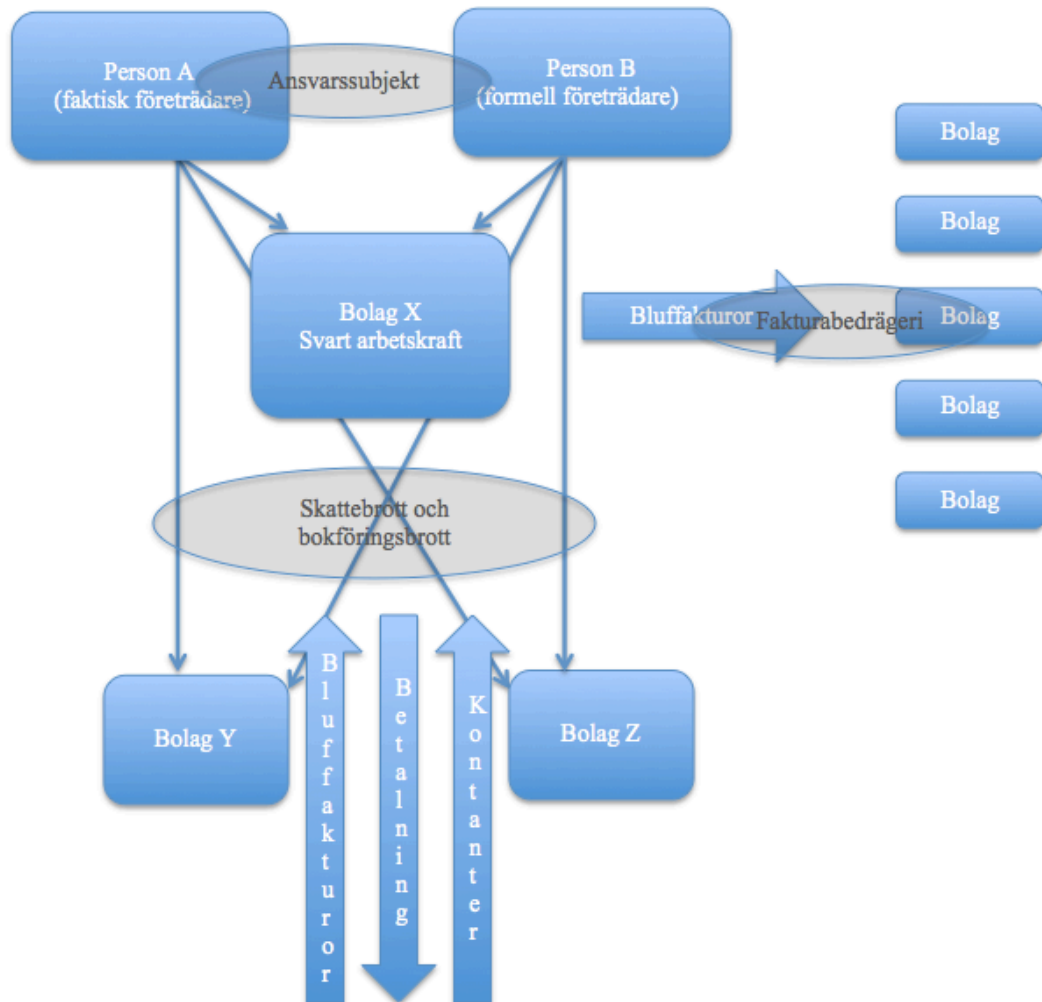 Person A
(faktisk företrädare)
Ansvarssubjekt
Person B
(formell företrädare)
Bolag
Bolag
Bolag X
Svart arbetskraft
Bluffakturor
Fakturabedrägeri
Bolag
Bolag
Bolag
Skattebrott och
bokföringsbrott
Bolag Y
Bluffakturor
Betalning
Kontanter
Bolag Z